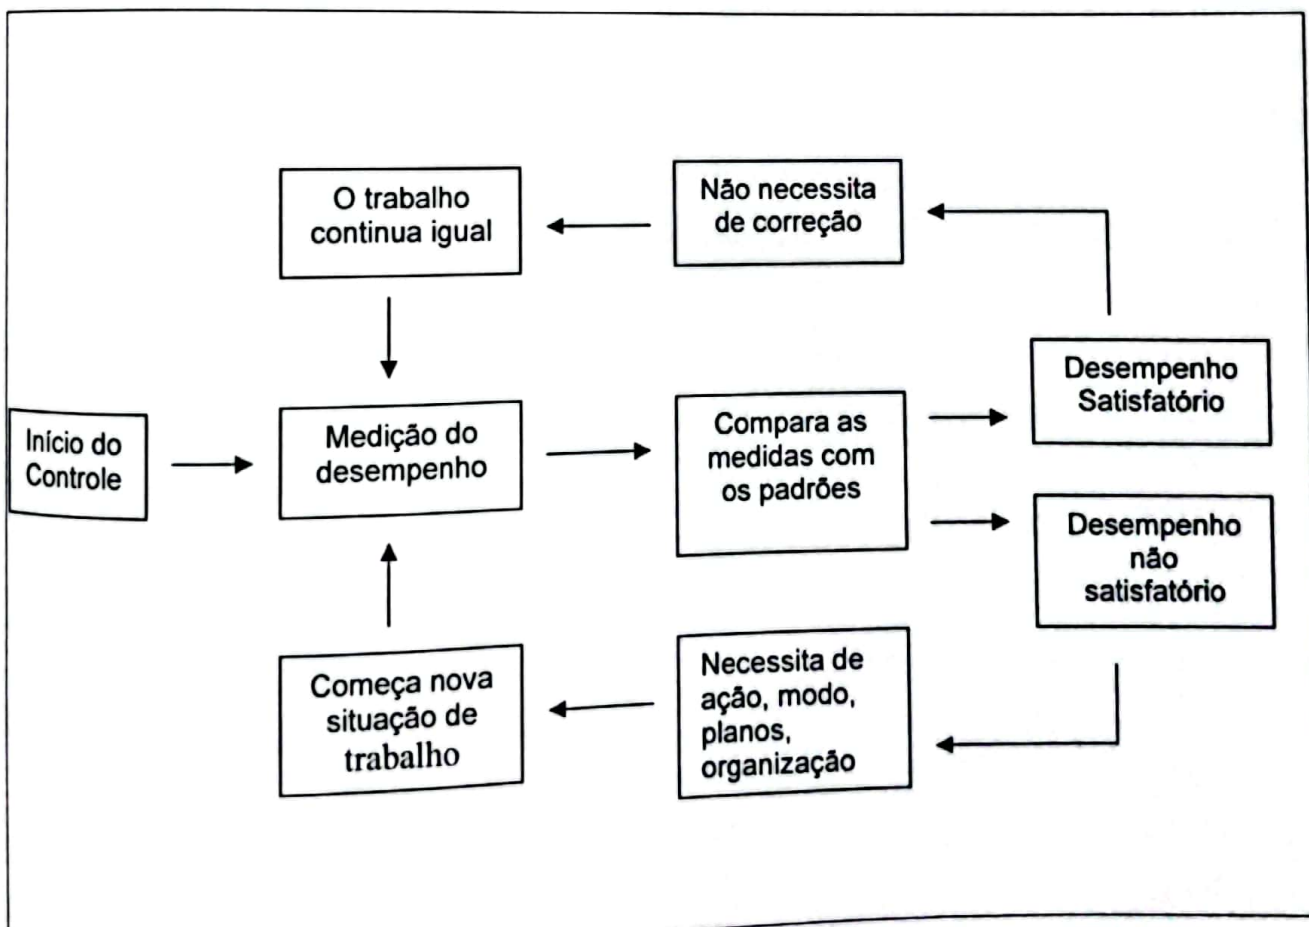 O trabalho
continua igual
Não necessita
de correção
Início do
Controle
Medição do
desempenho
Compara as
medidas com
os padrões
Desempenho
Satisfatório
Desempenho
não
satisfatório
Começa nova
situação de
trabalho
Necessita de
ação, modo,
planos,
organização